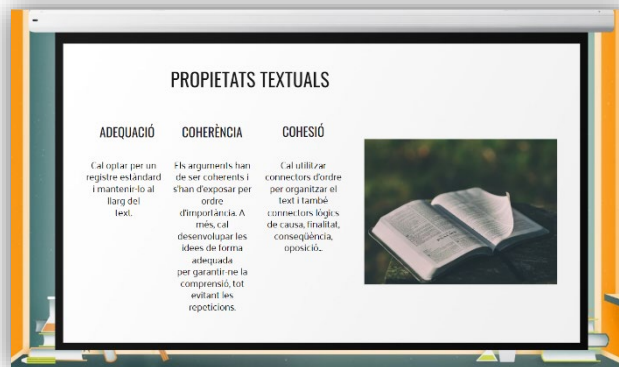 PROPIETATS TEXTUALS
ADEQUACIÓ
Cal optar per un
registre estàndard
i mantenir-lo al
llarg del
text.
COHERÈNCIA
Els arguments han
de ser coherents i
s'han d'exposar per
ordre
d'importància. A
més, cal
desenvolupar les
idees de forma
adequada
per garantir-ne la
comprensió, tot
evitant les
repeticions.
COHESIÓ
Cal utilitzar
connectors d'ordre
per organitzar el
text i també
connectors lògics
de causa, finalitat,
conseqüència,
oposició...